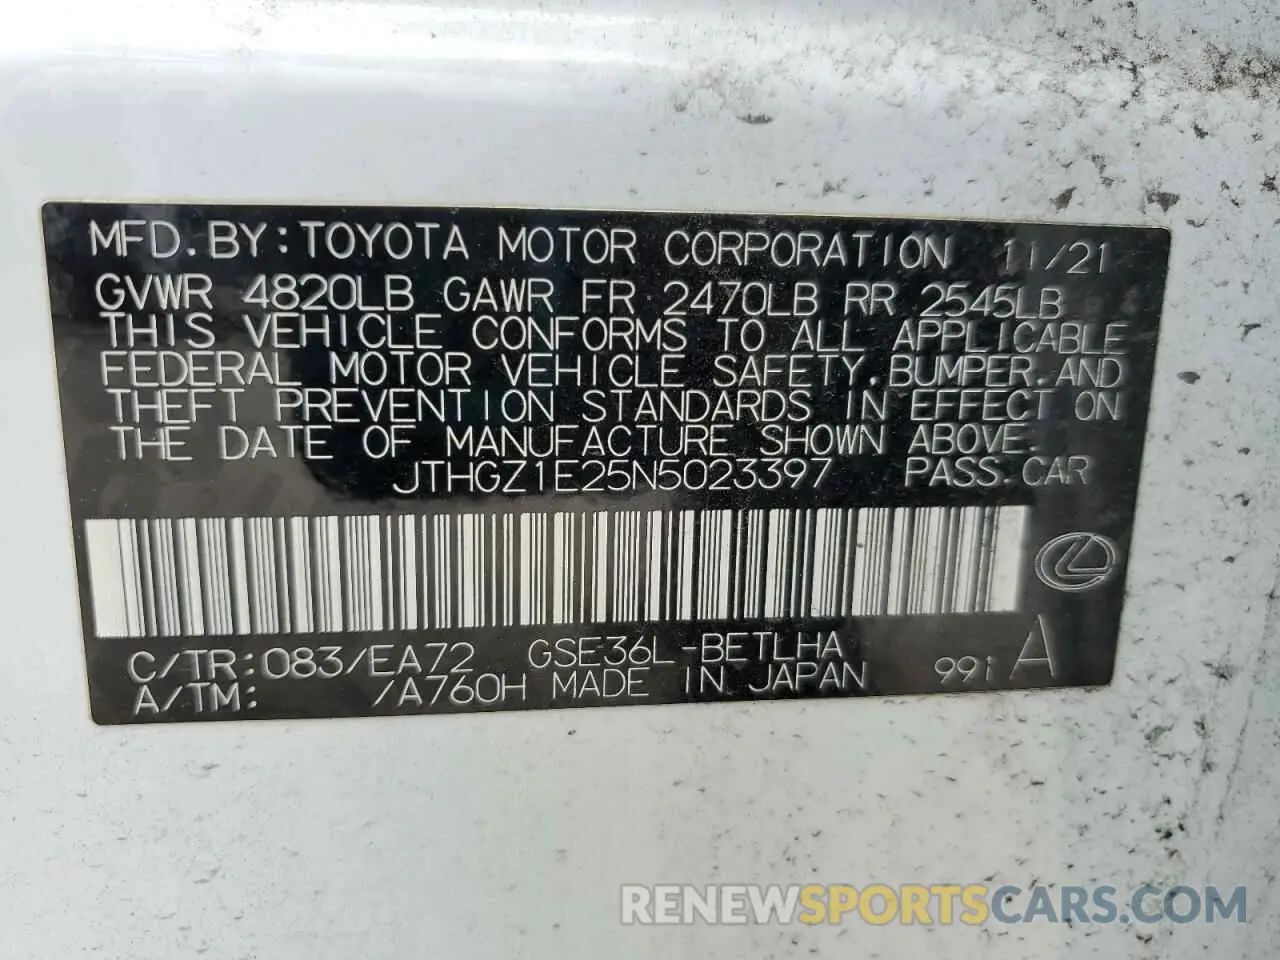 MFD. BY: TOYOTA MOTOR CORPORATION 11/21
GVWR 4820LB GAWR FR 2470LB RR 2545LB
THIS VEHICLE CONFORMS TO ALL APPLICABLE
FEDERAL MOTOR VEHICLE SAFETY. BUMPER. AND
THEFT PREVENTION STANDARDS IN EFFECT ON
THE DATE OF MANUFACTURE SHOWN ABOVE.
JTHGZ1E25N5023397 PASS. CAR
C/TR: 083/EA72 GSE36L-BETLHA
A/TM: /A760H MADE IN JAPAN 991 A
RENEWSPORTSCARS.COM